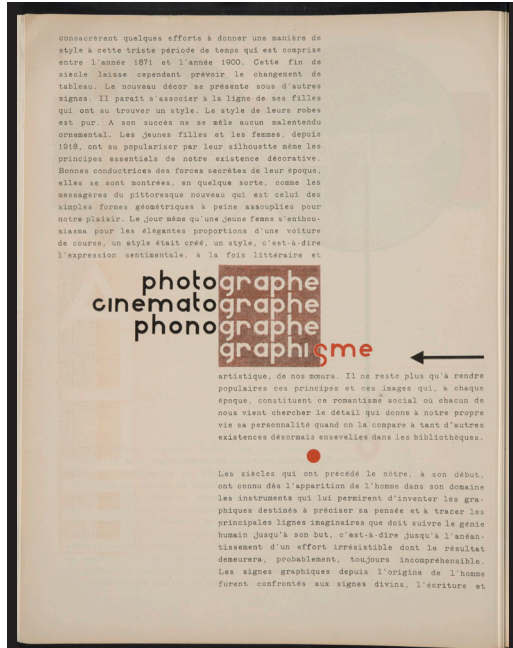 consacrèrent quelques efforts à donner une manière de
style à cette triste période de temps qui est comprise
entre l'année 1871 et l'année 1900. Cette fin de
siècle laisse cependant prévoir le changement de
tableau. Le nouveau décor se présente sous d'autres
signes. Il paraît s'associer à la ligne de ses filles
qui ont su trouver un style. Le style de leurs robes
est pur. A son succès ne se mêle aucun malentendu
ornemental. Les jeunes filles et les femmes, depuis
1918, ont su populariser par leur silhouette même les
principes essentiels de notre existence décorative.
Bonnes conductrices des forces secrètes de leur époque,
elles se sont montrées, en quelque sorte, comme les
messagères du pittoresque nouveau qui est celui des
simples formes géométriques à peine assouplies pour
notre plaisir. Le jour même qu'une jeune femme s'enthou-
siasma pour les élégantes proportions d'une voiture
de course, un style était créé, un style, c'est-à-dire
l'expression sentimentale, à la fois littéraire et
photographe
cinematographe
phonographe
graphisme
artistique, de nos mœurs. Il ne reste plus qu'à rendre
populaires ces principes et ces images qui, à chaque
époque, constituent ce romantisme social où chacun de
nous vient chercher le détail qui donne à notre propre
vie sa personnalité quand on la compare à tant d'autres
existences désormais ensevelies dans les bibliothèques.
Les siècles qui ont précédé le nôtre, à son début,
ont connu dès l'apparition de l'homme dans son domaine
les instruments qui lui permirent d'inventer les gra-
phiques destinés à préciser sa pensée et à tracer les
principales lignes imaginaires que doit suivre le génie
humain jusqu'à son but, c'est-à-dire jusqu'à l'anéan-
tissement d'un effort irrésistible dont le résultat
demeurera, probablement, toujours incompréhensible.
Les signes graphiques depuis l'origine de l'homme
furent confrontés aux signes divins, l'écriture et